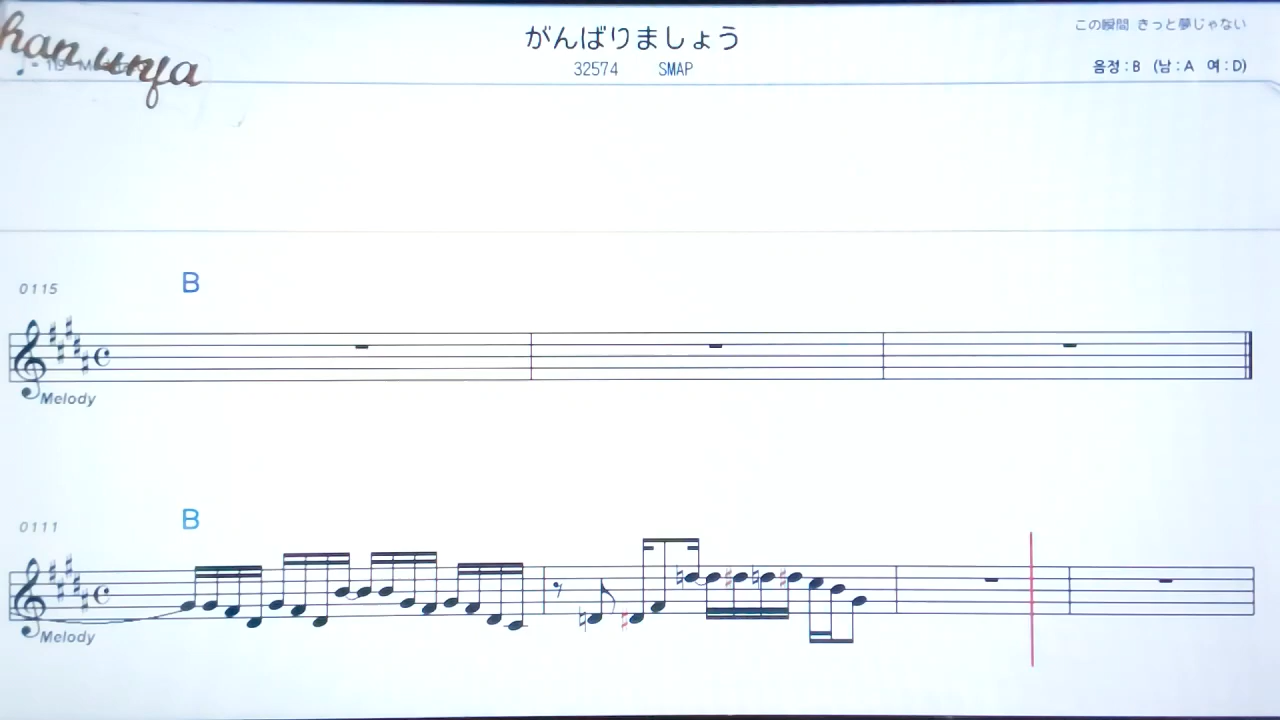 han unya
がんばりましょう
この瞬間 きっと夢じゃない
32574 SMAP
음정 : B (남 : A 여 : D)
0115
B
Melody
0111
B
Melody